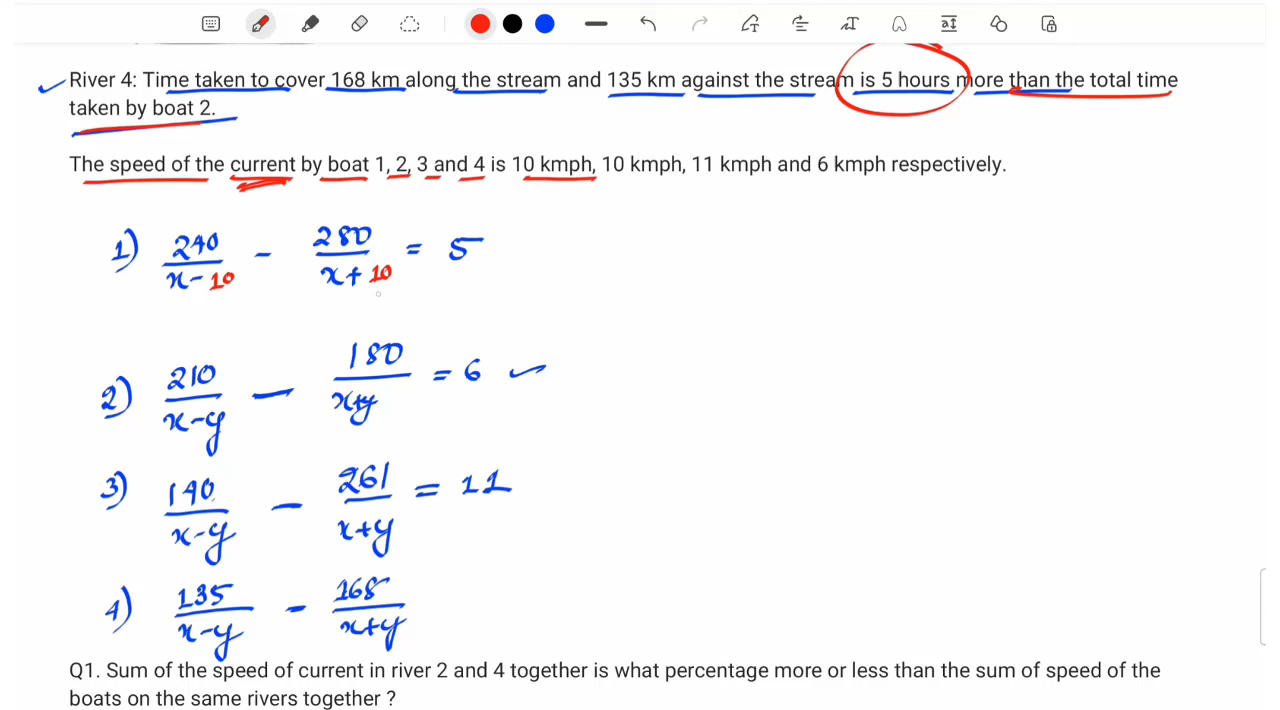 River 4: Time taken to cover 168 km along the stream and 135 km against the stream is 5 hours more than the total time
taken by boat 2.
The speed of the current by boat 1, 2, 3 and 4 is 10 kmph, 10 kmph, 11 kmph and 6 kmph respectively.
1) 240/x-10 - 280/x+10 = 5
2) 210/x-y - 180/x+y = 6
3) 190/x-y - 261/x+y = 11
4) 135/x-y - 168/x+y
Q1. Sum of the speed of current in river 2 and 4 together is what percentage more or less than the sum of speed of the
boats on the same rivers together ?